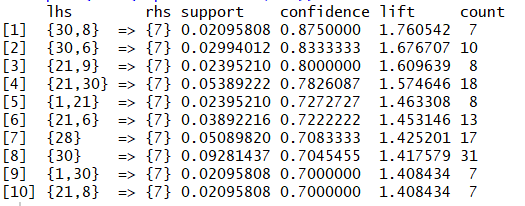 lhs rhs support confidence lift count
[1] {30,8} => {7} 0.02095808 0.8750000 1.760542 7
[2] {30,6} => {7} 0.02994012 0.8333333 1.676707 10
[3] {21,9} => {7} 0.02395210 0.8000000 1.609639 8
[4] {21,30} => {7} 0.05389222 0.7826087 1.574646 18
[5] {1,21} => {7} 0.02395210 0.7272727 1.463308 8
[6] {21,6} => {7} 0.03892216 0.7222222 1.453146 13
[7] {28} => {7} 0.05089820 0.7083333 1.425201 17
[8] {30} => {7} 0.09281437 0.7045455 1.417579 31
[9] {1,30} => {7} 0.02095808 0.7000000 1.408434 7
[10] {21,8} => {7} 0.02095808 0.7000000 1.408434 7